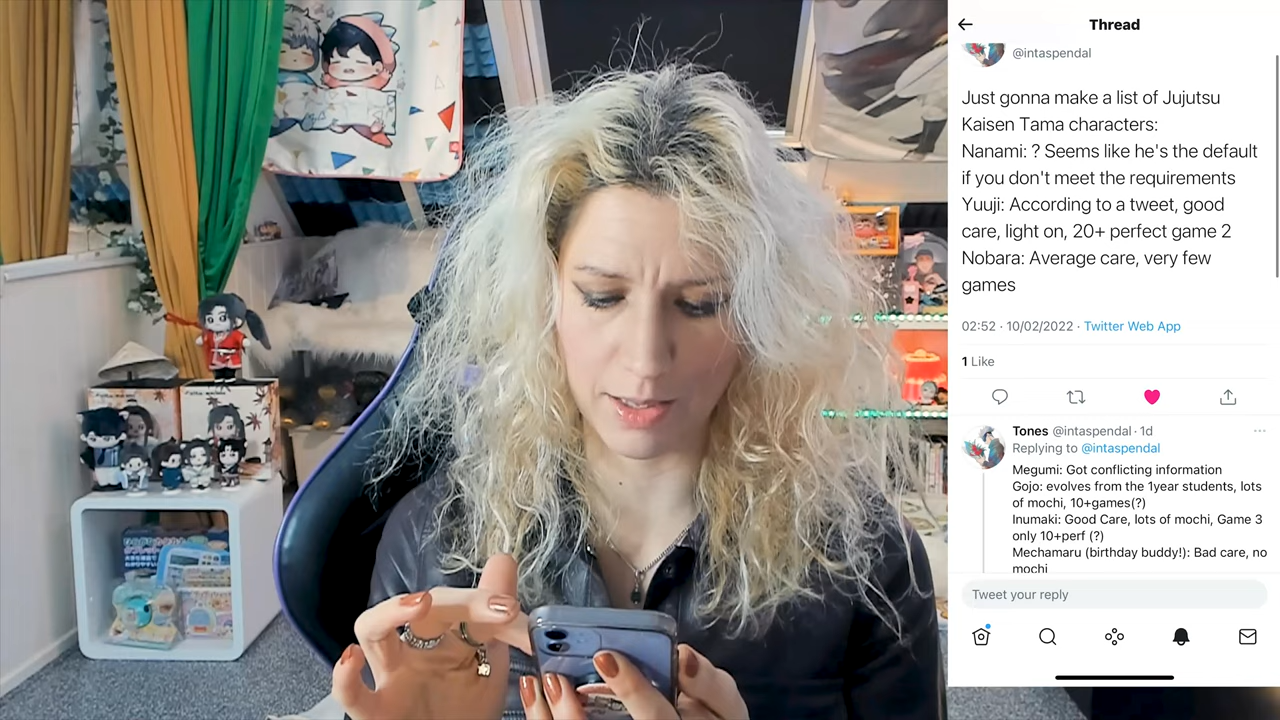 Thread
@intaspendal
Just gonna make a list of Jujutsu
Kaisen Tama characters:
Nanami: ? Seems like he's the default
if you don't meet the requirements
Yuuji: According to a tweet, good
care, light on, 20+ perfect game 2
Nobara: Average care, very few
games
02:52 · 10/02/2022 · Twitter Web App
1 Like
Tones @intaspendal · 1d
Replying to @intaspendal
Megumi: Got conflicting information
Gojo: evolves from the 1year students, lots
of mochi, 10+games(?)
Inumaki: Good Care, lots of mochi, Game 3
only 10+perf (?)
Mechamaru (birthday buddy!): Bad care, no
mochi
Tweet your reply